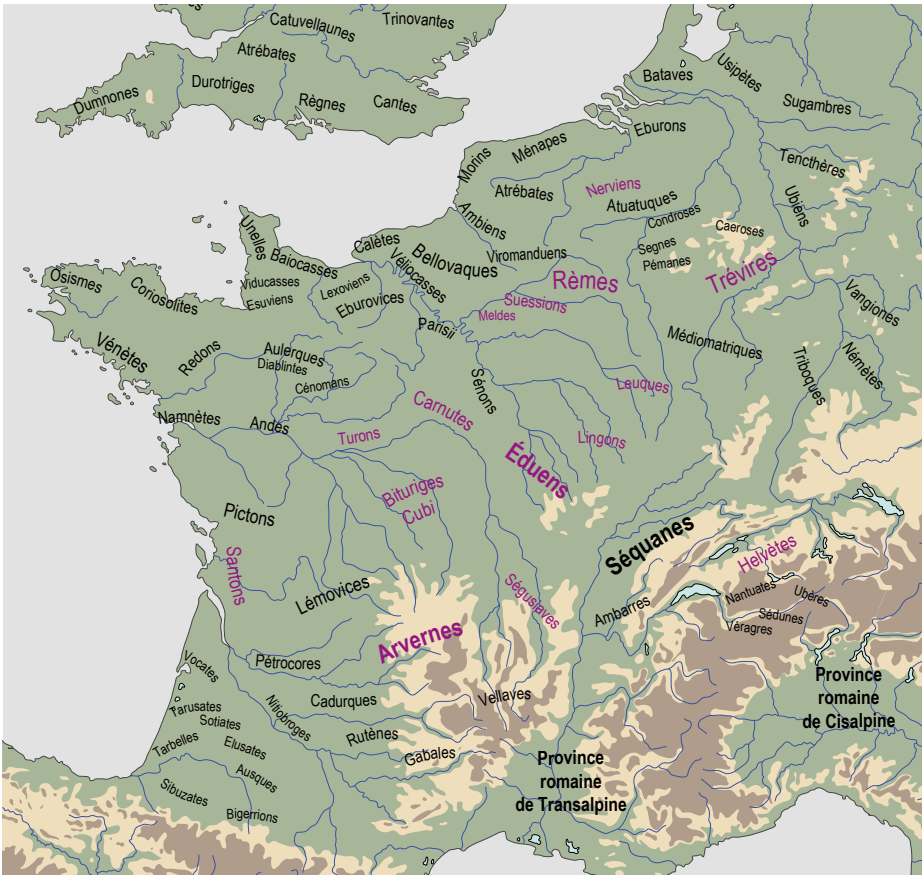 Catuvellaunes
Trinovantes
Atrébates
Dumnones
Durotriges
Règnes
Cantes
Bataves
Usipètes
Sugambres
Eburons
Ménapes
Morins
Tencthères
Atrébates
Nerviens
Atuatuques
Ubiens
Ambiens
Condroses
Caeroses
Unelles
Calètes
Bellovaques
Viromanduens
Segnes
Pémanes
Baiocasses
Véliocasses
Rèmes
Trévires
Osismes
Coriosolites
Viducasses
Esuviens
Lexoviens
Eburovices
Suessions
Meldes
Vangiones
Parisii
Médiomatriques
Vénètes
Redons
Aulerques
Diablintes
Cénomans
Sénons
Leuques
Triboques
Némètes
Namnètes
Andes
Turons
Carnutes
Lingons
Éduens
Bituriges
Cubi
Pictons
Séquanes
Helvètes
Santons
Lémovices
Ségusiaves
Ambarres
Nantuates
Ubères
Sédunes
Véragres
Arvernes
Vocates
Pétrocores
Province
romaine
de Cisalpine
Cadurques
Vellaves
Nitiobroges
Parusates
Sotiates
Rutènes
Tarbelles
Elusates
Gabales
Province
romaine
de Transalpine
Ausques
Sibuzates
Bigerrions